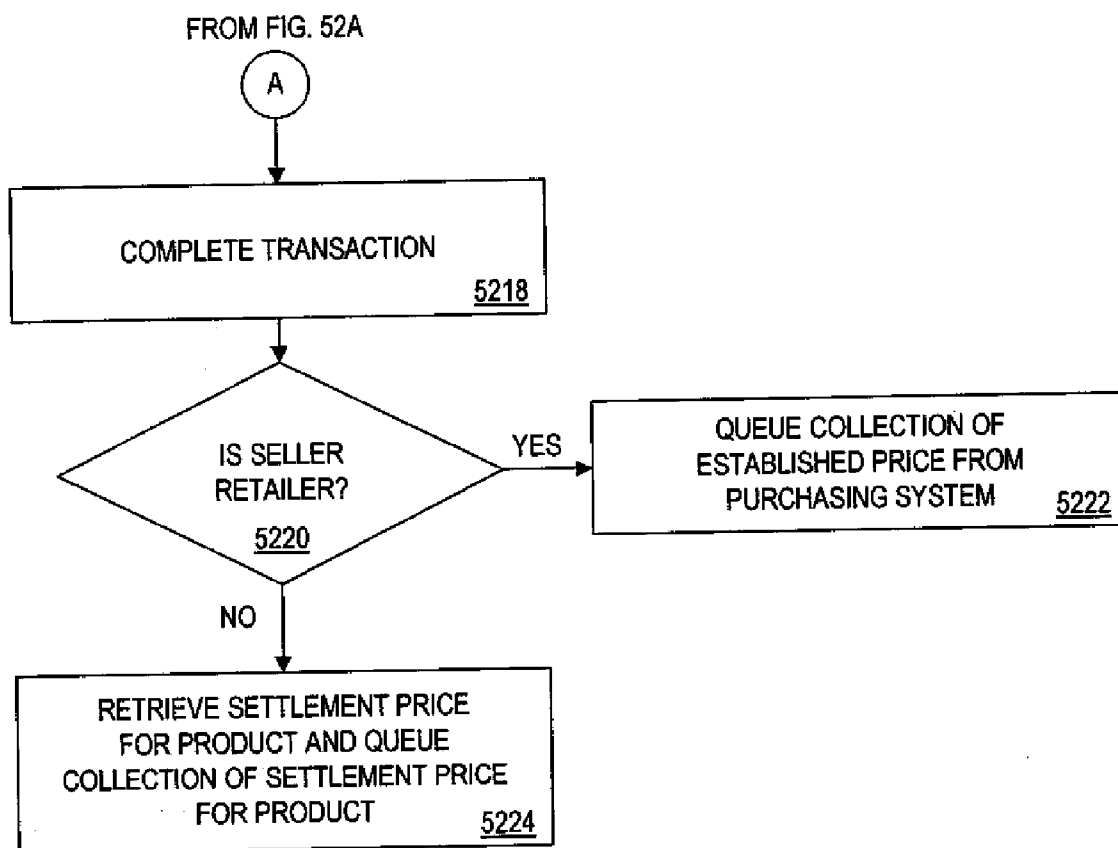 FROM FIG. 52A
A
COMPLETE TRANSACTION
5218
IS SELLER
RETAILER?
5220
YES
QUEUE COLLECTION OF
ESTABLISHED PRICE FROM
PURCHASING SYSTEM
5222
NO
RETRIEVE SETTLEMENT PRICE
FOR PRODUCT AND QUEUE
COLLECTION OF SETTLEMENT PRICE
FOR PRODUCT
5224